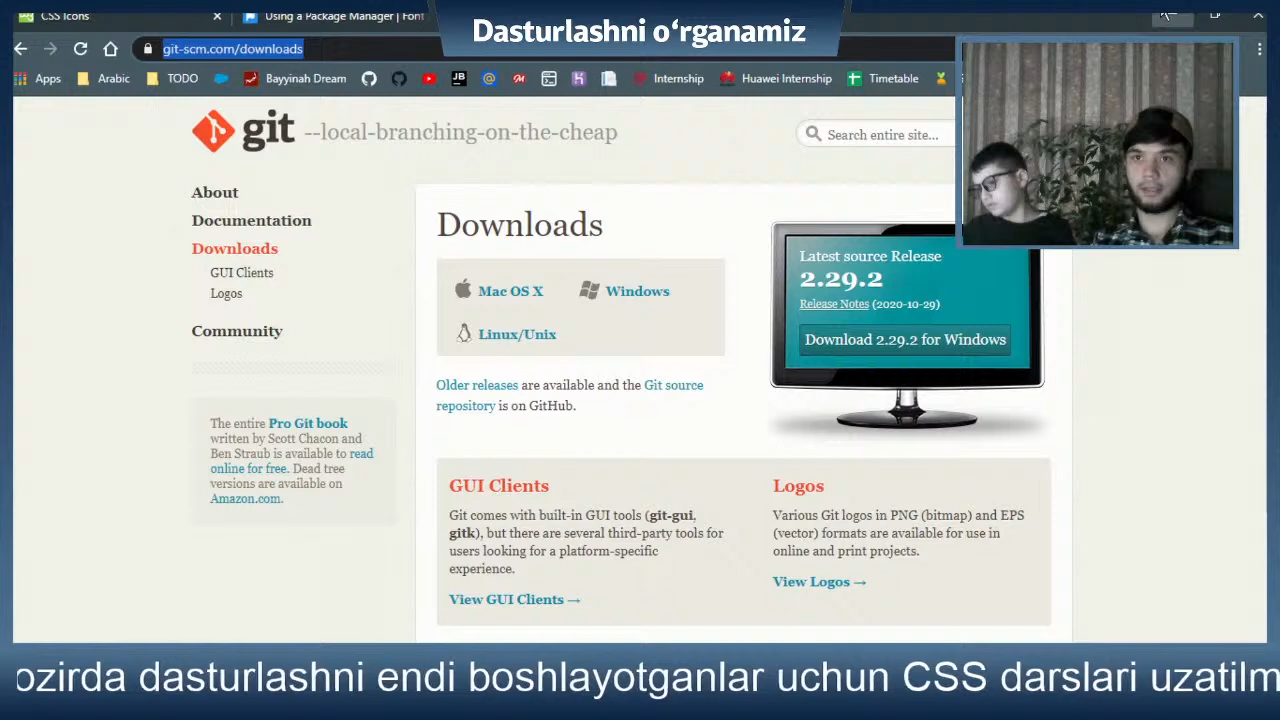 CSS Icons
Using a Package Manager | Font
Dasturlashni oʻrganamiz
git-scm.com/downloads
Apps
Arabic
TODO
Bayyinah Dream
JB
Internship
Huawei Internship
Timetable
git --local-branching-on-the-cheap
Search entire site...
About
Documentation
Downloads
GUI Clients
Logos
Community
The entire Pro Git book
written by Scott Chacon and
Ben Straub is available to read
online for free. Dead tree
versions are available on
Amazon.com.
Downloads
Mac OS X
Windows
Linux/Unix
Older releases are available and the Git source
repository is on GitHub.
Latest source Release
2.29.2
Release Notes (2020-10-29)
Download 2.29.2 for Windows
GUI Clients
Git comes with built-in GUI tools (git-gui,
gitk), but there are several third-party tools for
users looking for a platform-specific
experience.
View GUI Clients →
Logos
Various Git logos in PNG (bitmap) and EPS
(vector) formats are available for use in
online and print projects.
View Logos →
ozirda dasturlashni endi boshlayotganlar uchun CSS darslari uzatilm